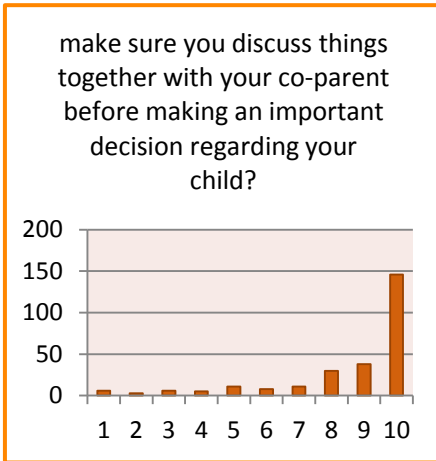 make sure you discuss things
together with your co-parent
before making an important
decision regarding your
child?
200
150
100
50
0
1 2 3 4 5 6 7 8 9 10